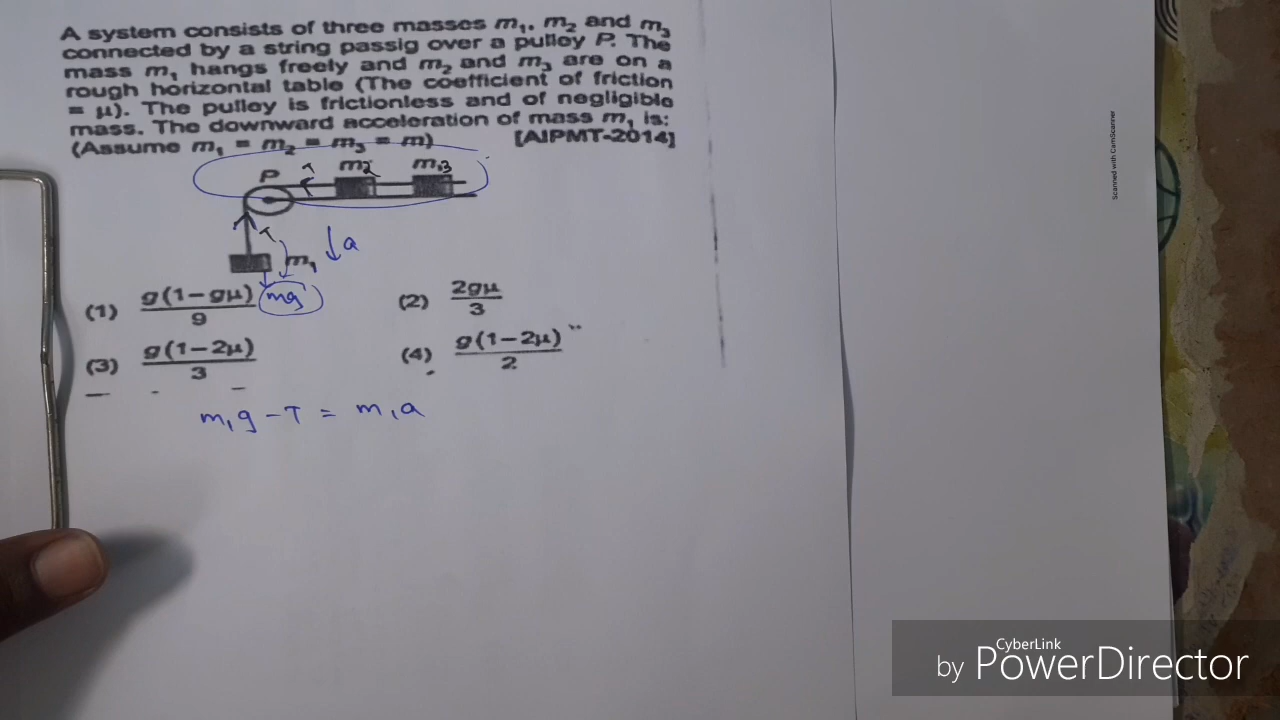 A system consists of three masses m₁, m₂ and m₃
connected by a string passig over a pulley P. The
mass m₁ hangs freely and m₂ and m₃ are on a
rough horizontal table (The coefficient of friction
= μ). The pulley is frictionless and of negligible
mass. The downward acceleration of mass m₁ is:
(Assume m₁ = m₂ = m₃ = m) [AIPMT-2014]
P T m₂ m₃
T m₁ ↓a
mg
(1) g(1-gμ)/9 (2) 2gμ/3
(3) g(1-2μ)/3 (4) g(1-2μ)/2
m₁g - T = m₁a
Scanned with CamScanner
CyberLink
by PowerDirector